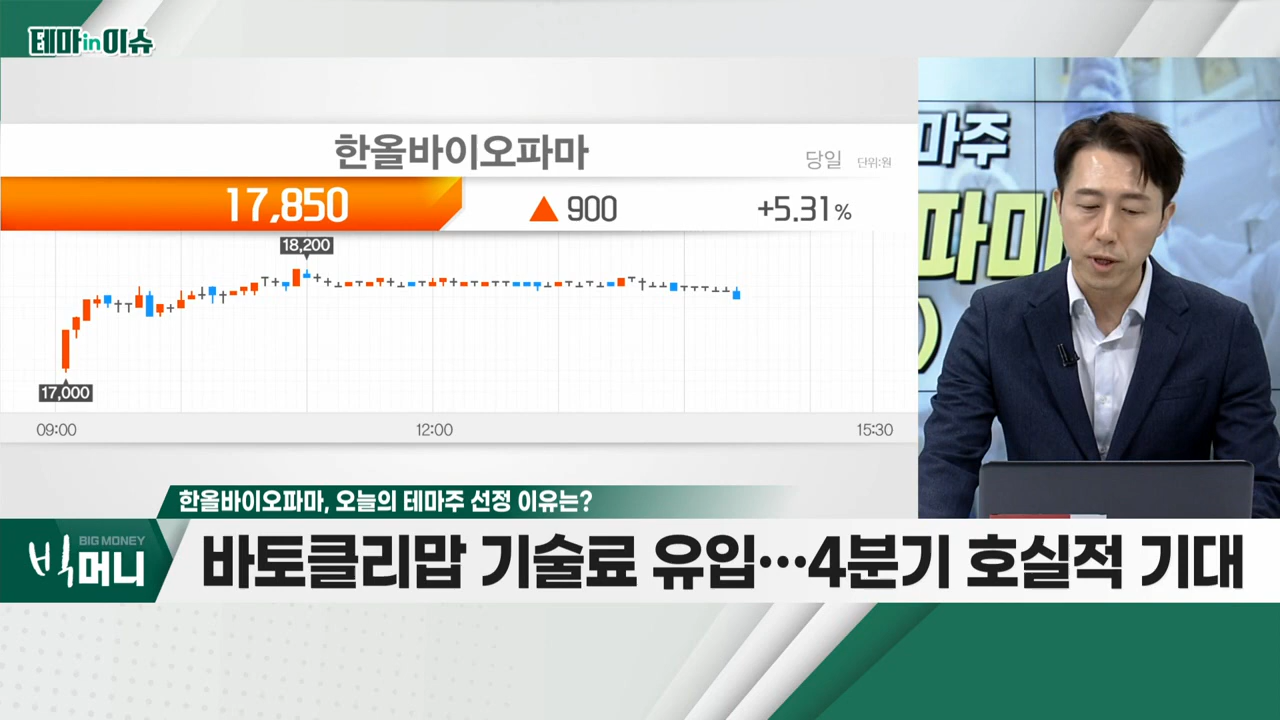 테마in이슈
한올바이오파마
당일 단위:원
17,850 ▲900 +5.31%
18,200
17,000
09:00 12:00 15:30
마주
파마
)
한올바이오파마, 오늘의 테마주 선정 이유는?
BIG MONEY
빅머니
바토클리맙 기술료 유입…4분기 호실적 기대